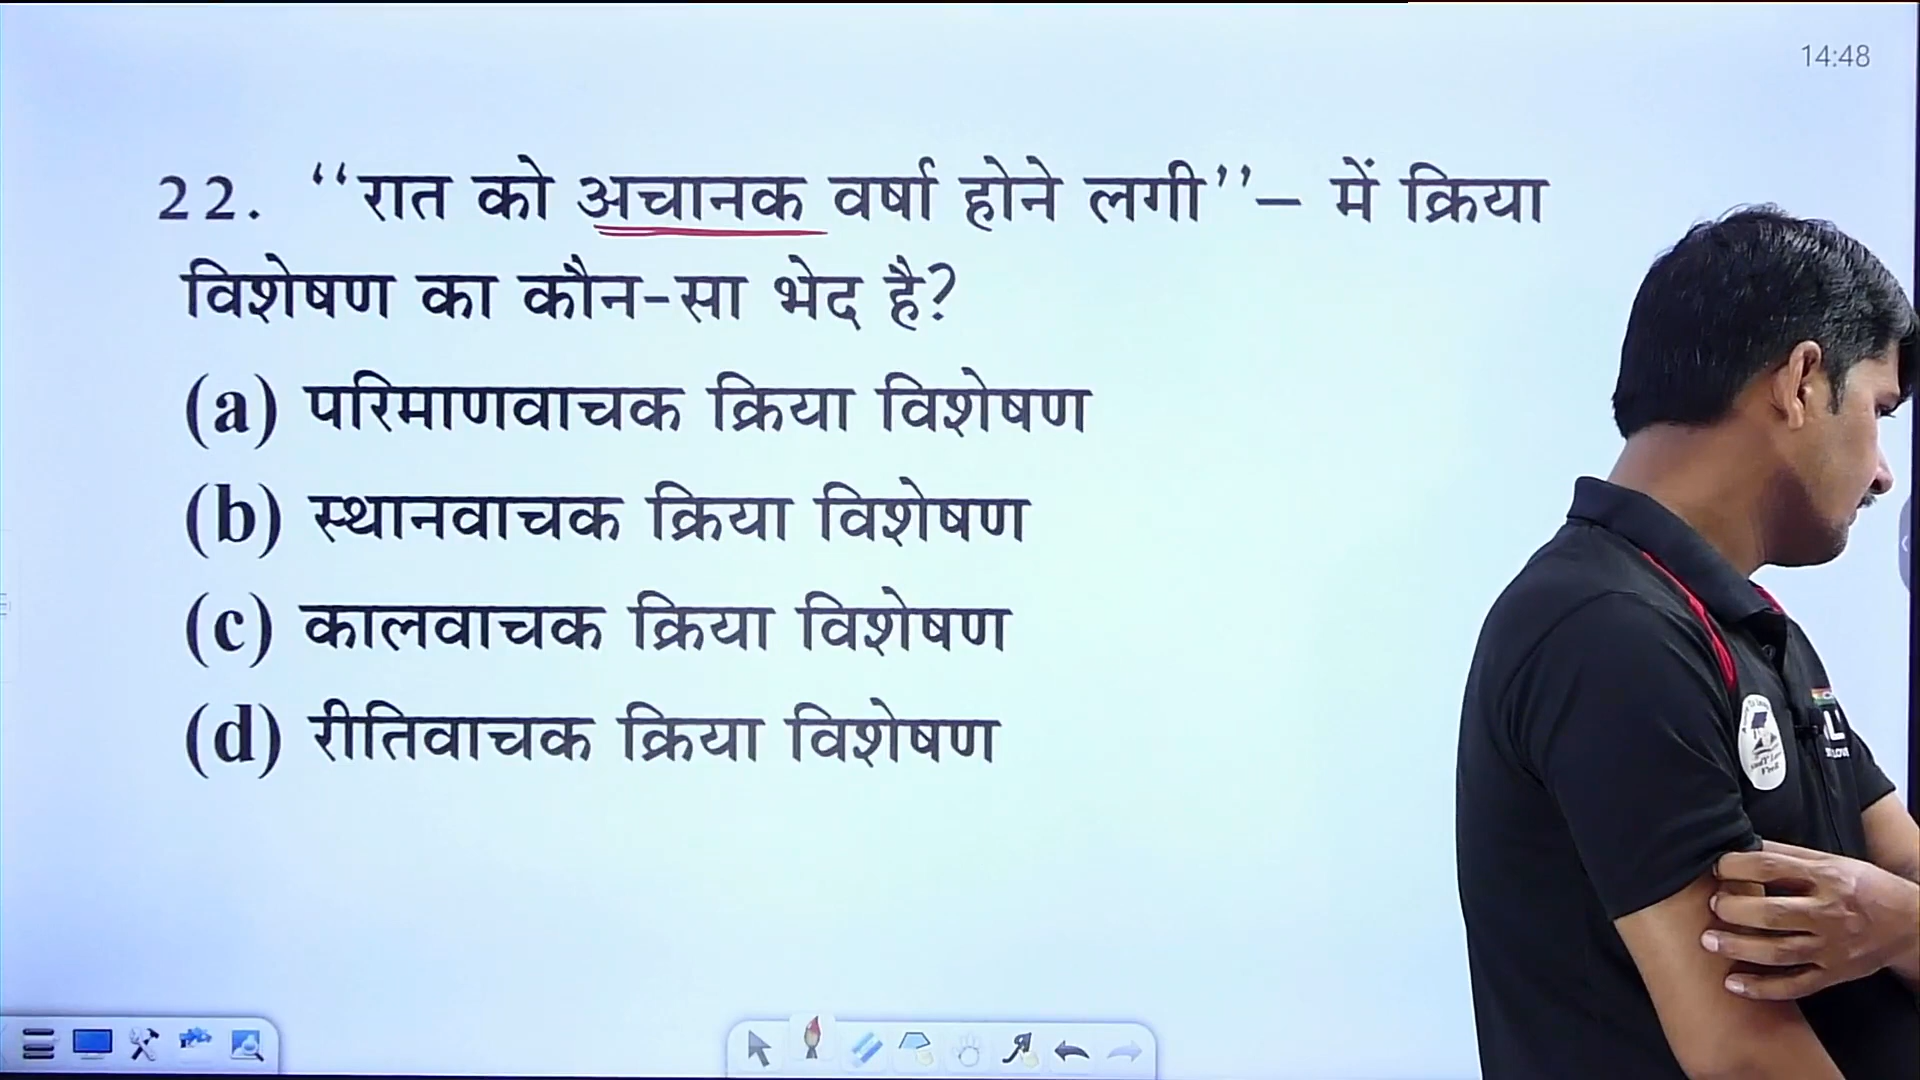 14:48
22. ‘‘रात को अचानक वर्षा होने लगी’’– में क्रिया
विशेषण का कौन-सा भेद है?
(a) परिमाणवाचक क्रिया विशेषण
(b) स्थानवाचक क्रिया विशेषण
(c) कालवाचक क्रिया विशेषण
(d) रीतिवाचक क्रिया विशेषण